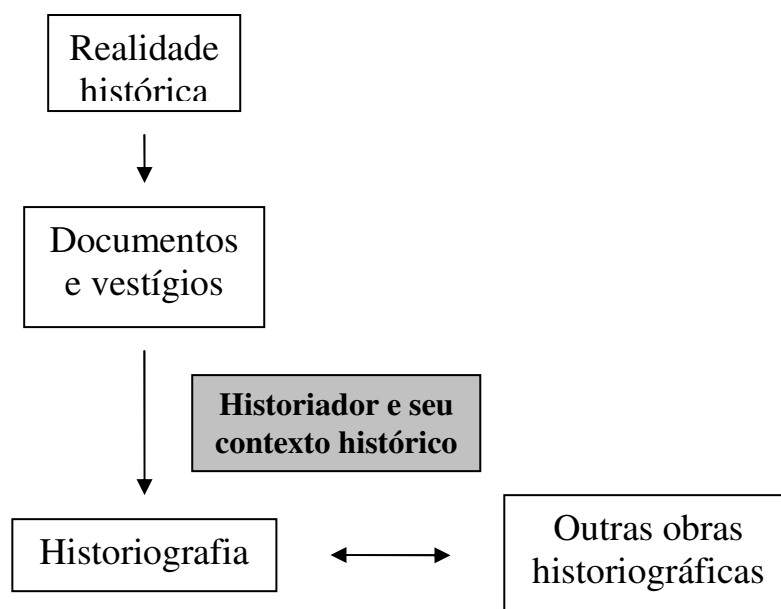 Realidade
histórica
Documentos
e vestígios
Historiador e seu
contexto histórico
Historiografia
Outras obras
historiográficas